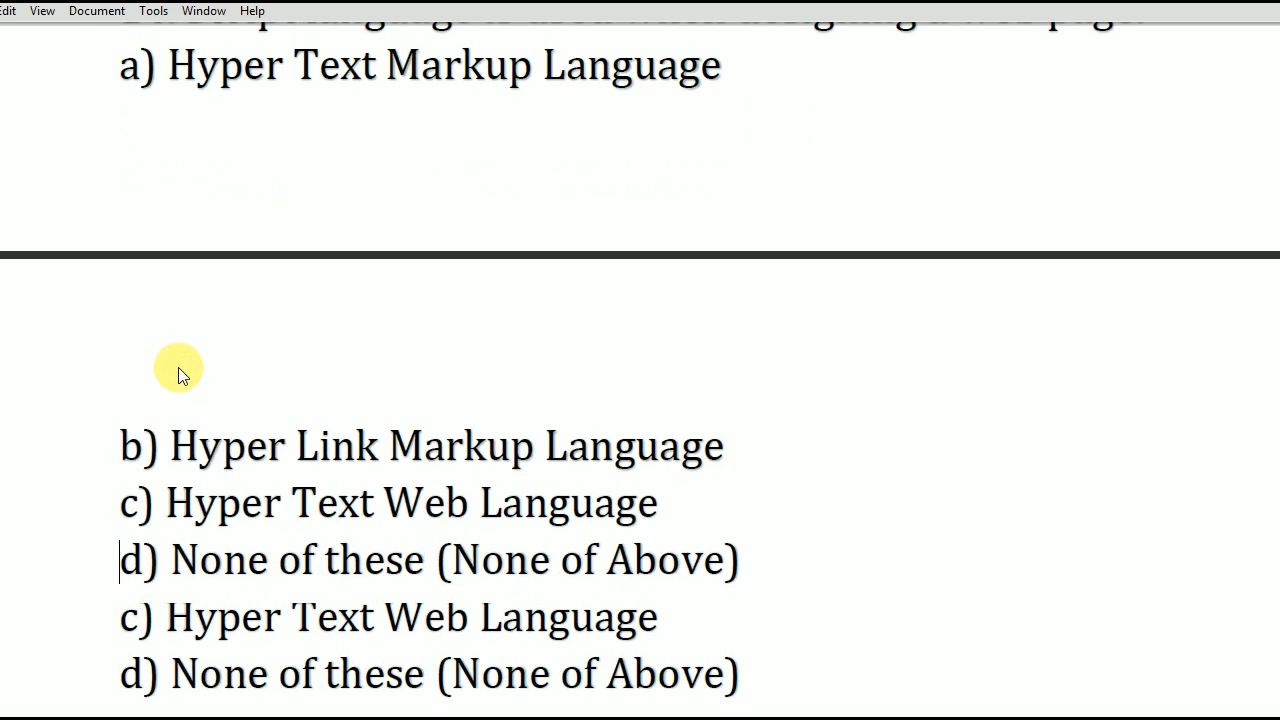 Edit View Document Tools Window Help
a) Hyper Text Markup Language
b) Hyper Link Markup Language
c) Hyper Text Web Language
d) None of these (None of Above)
c) Hyper Text Web Language
d) None of these (None of Above)